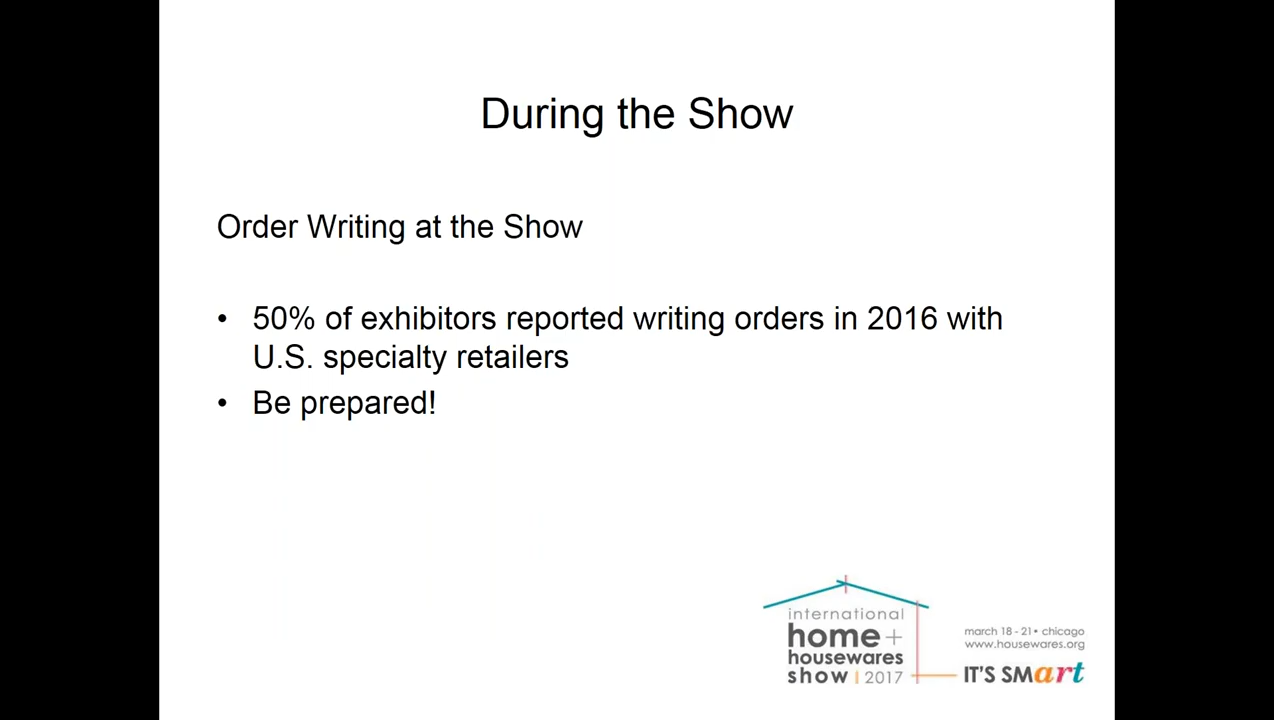 During the Show
Order Writing at the Show
• 50% of exhibitors reported writing orders in 2016 with
U.S. specialty retailers
• Be prepared!
international
home +
housewares
show | 2017
march 18 - 21 • chicago
www.housewares.org
IT'S SMart